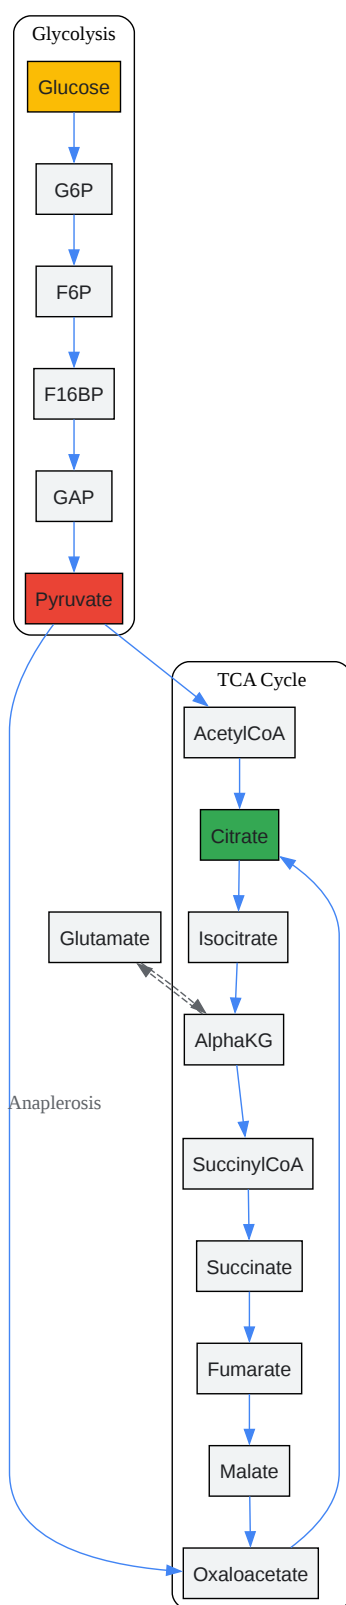 Glycolysis
Glucose
G6P
F6P
F16BP
GAP
Pyruvate
TCA Cycle
AcetylCoA
Citrate
Glutamate
Isocitrate
AlphaKG
Anaplerosis
SuccinylCoA
Succinate
Fumarate
Malate
Oxaloacetate